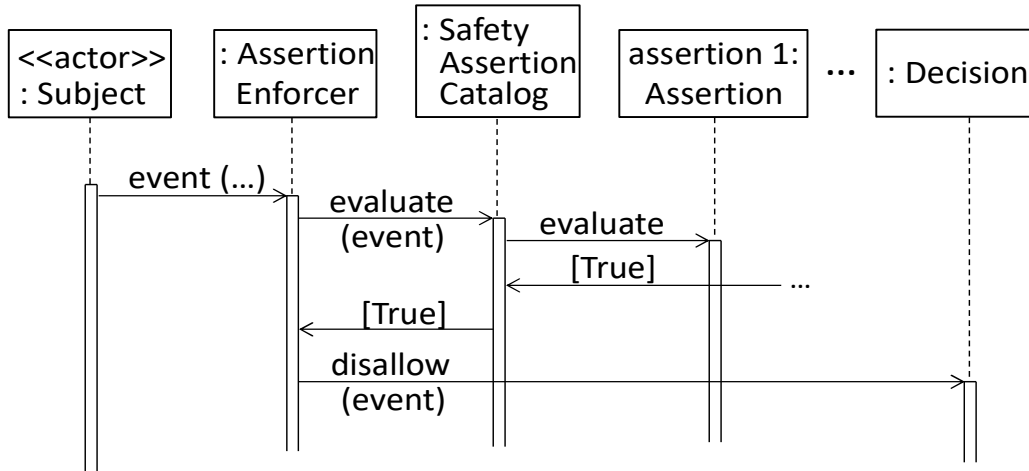 <<actor>>
: Subject
: Assertion
Enforcer
: Safety
Assertion
Catalog
assertion 1:
Assertion
...
: Decision
event (...)
evaluate
(event)
evaluate
[True]
...
[True]
disallow
(event)